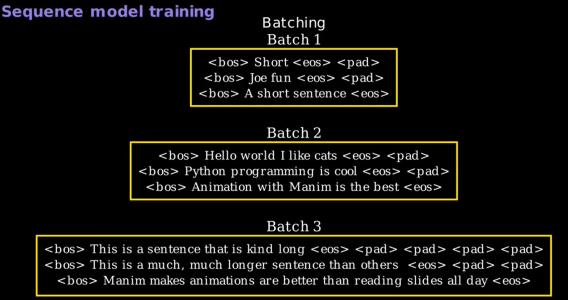 Sequence model training
Batching
Batch 1
<bos> Short <eos> <pad>
<bos> Joe fun <eos> <pad>
<bos> A short sentence <eos>
Batch 2
<bos> Hello world I like cats <eos> <pad>
<bos> Python programming is cool <eos> <pad>
<bos> Animation with Manim is the best <eos>
Batch 3
<bos> This is a sentence that is kind long <eos> <pad> <pad> <pad> <pad>
<bos> This is a much, much longer sentence than others <eos> <pad> <pad>
<bos> Manim makes animations are better than reading slides all day <eos>